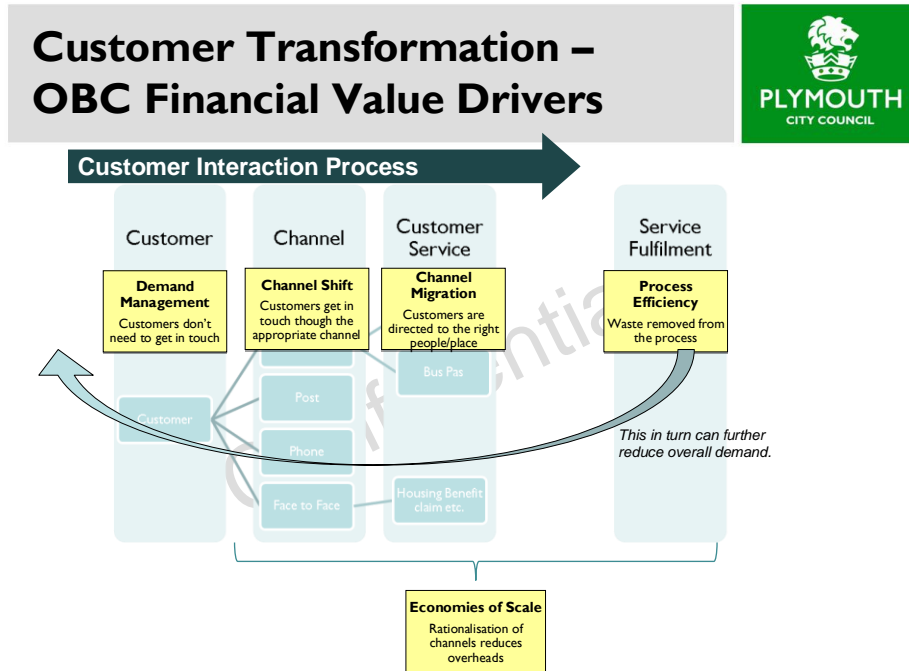 Customer Transformation –
OBC Financial Value Drivers
PLYMOUTH
CITY COUNCIL
Customer Interaction Process
Customer
Channel
Customer
Service
Service
Fulfilment
Demand
Management
Customers don't
need to get in touch
Channel Shift
Customers get in
touch though the
appropriate channel
Channel
Migration
Customers are
directed to the right
people/place
Process
Efficiency
Waste removed from
the process
Customer
Post
Phone
Face to Face
Bus Pas
Housing Benefit
claim etc.
This in turn can further
reduce overall demand.
Economies of Scale
Rationalisation of
channels reduces
overheads